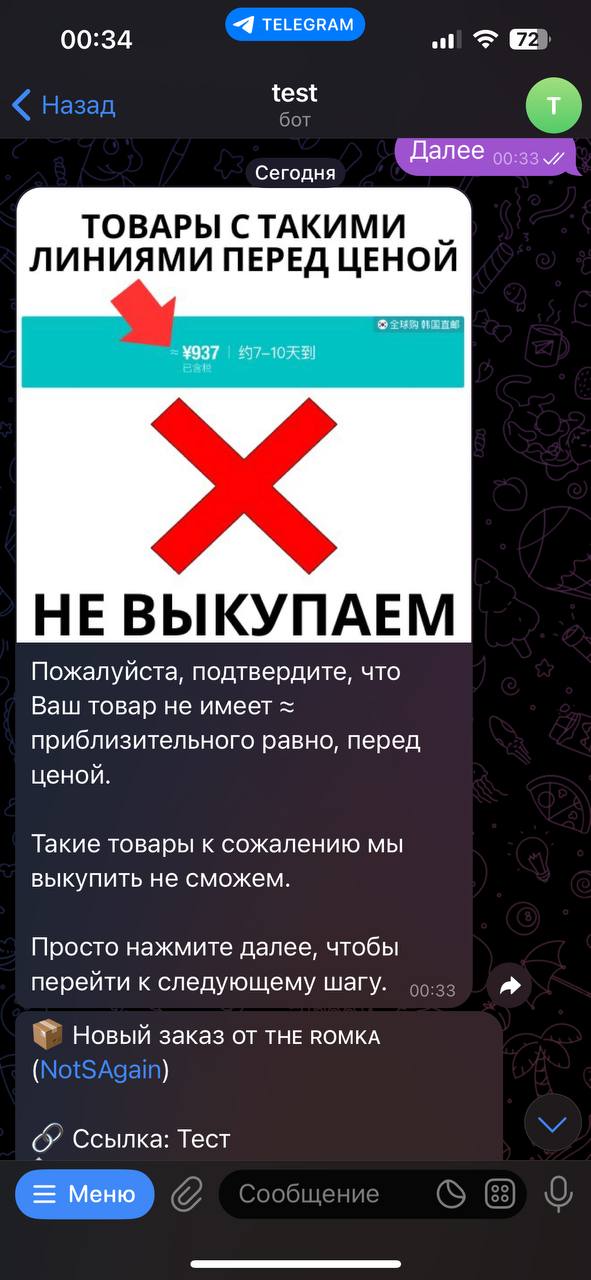 00:34
TELEGRAM
72
Назад
test
бот
T
Далее 00:33
Сегодня
ТОВАРЫ С ТАКИМИ
ЛИНИЯМИ ПЕРЕД ЦЕНОЙ
全球购 韩国直邮
≈ ¥937 | 约7–10天到
已含税
НЕ ВЫКУПАЕМ
Пожалуйста, подтвердите, что
Ваш товар не имеет ≈
приблизительного равно, перед
ценой.
Такие товары к сожалению мы
выкупить не сможем.
Просто нажмите далее, чтобы
перейти к следующему шагу. 00:33
📦 Новый заказ от ᴛʜᴇ ʀᴏᴍᴋᴀ
(NotSAgain)
🔗 Ссылка: Тест
Меню
Сообщение